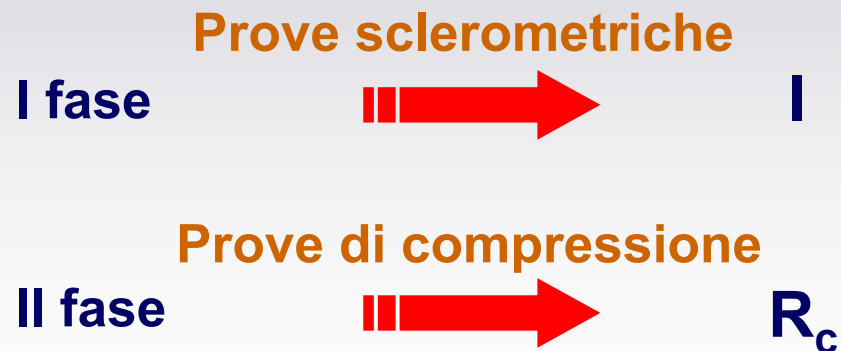 Prove sclerometriche
I fase I
Prove di compressione
II fase Rc